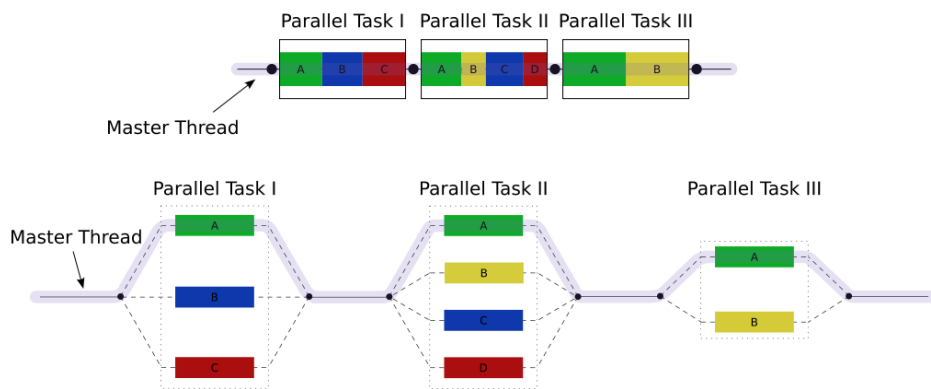 Parallel Task I Parallel Task II Parallel Task III
A B C A B C D A B
Master Thread
Parallel Task I Parallel Task II Parallel Task III
A A
Master Thread
A
B
B
C
B
C D